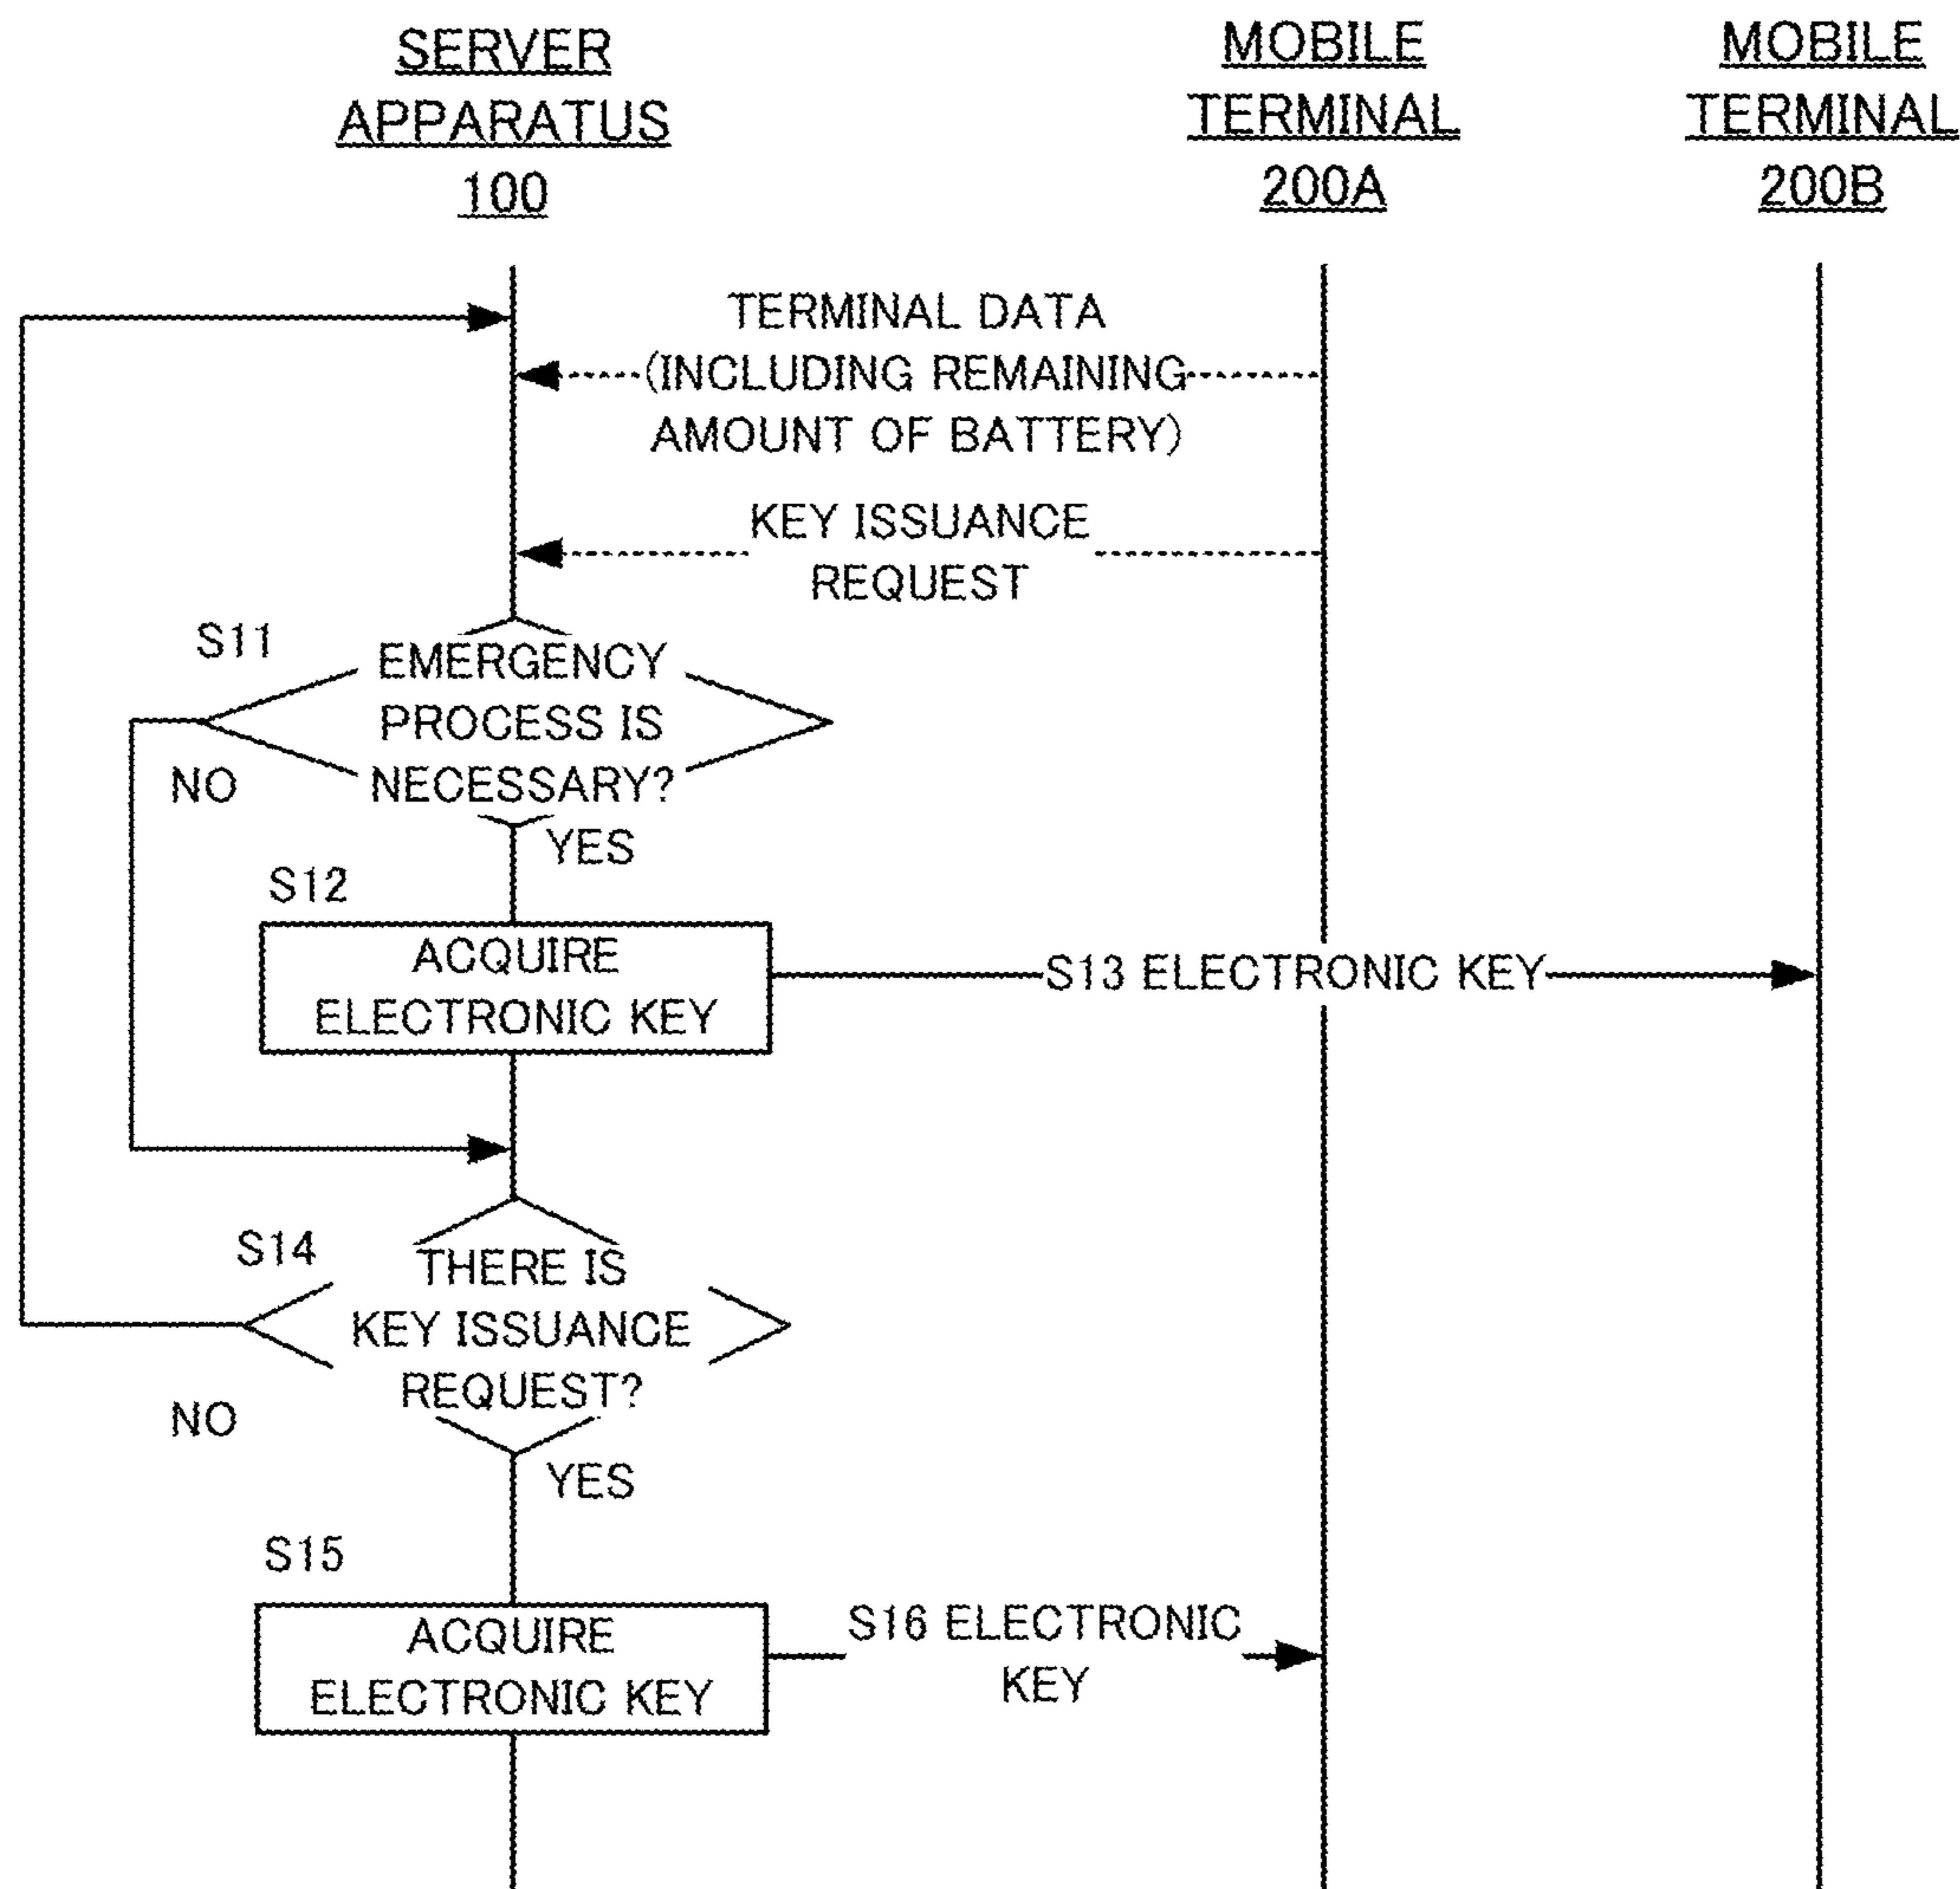 SERVER
APPARATUS
100
MOBILE
TERMINAL
200A
MOBILE
TERMINAL
200B
TERMINAL DATA
(INCLUDING REMAINING
AMOUNT OF BATTERY)
KEY ISSUANCE
REQUEST
S11
EMERGENCY
PROCESS IS
NECESSARY?
NO
YES
S12
ACQUIRE
ELECTRONIC KEY
S13 ELECTRONIC KEY
S14
THERE IS
KEY ISSUANCE
REQUEST?
NO
YES
S15
ACQUIRE
ELECTRONIC KEY
S16 ELECTRONIC
KEY